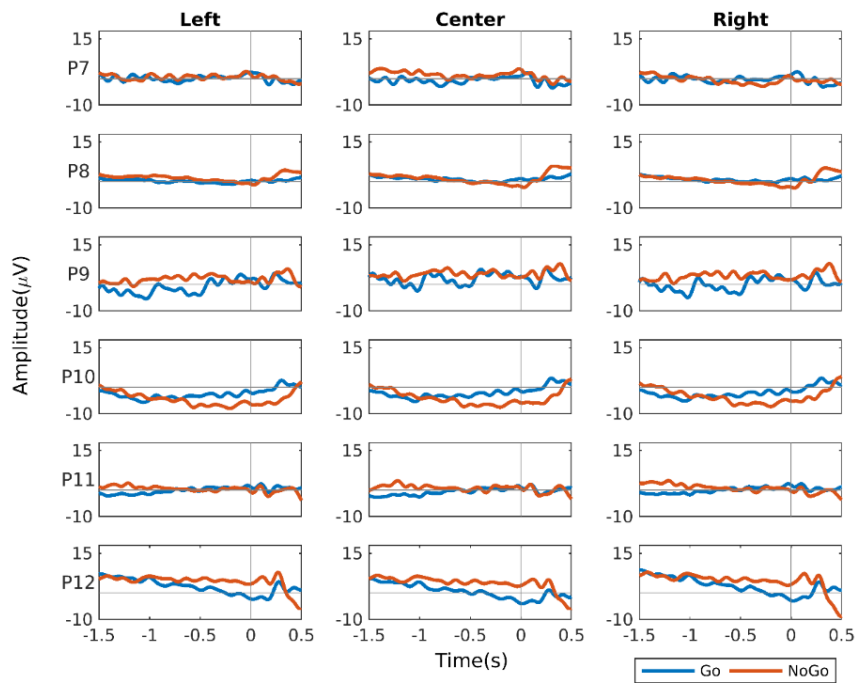 Left Center Right
15 15 15
P7
-10 -10 -10
15 15 15
P8
-10 -10 -10
15 15 15
P9
-10 -10 -10
15 15 15
P10
-10 -10 -10
15 15 15
P11
-10 -10 -10
15 15 15
P12
-10 -10 -10
-1.5 -1 -0.5 0 0.5 -1.5 -1 -0.5 0 0.5 -1.5 -1 -0.5 0 0.5
Amplitude(μV)
Time(s)
Go NoGo